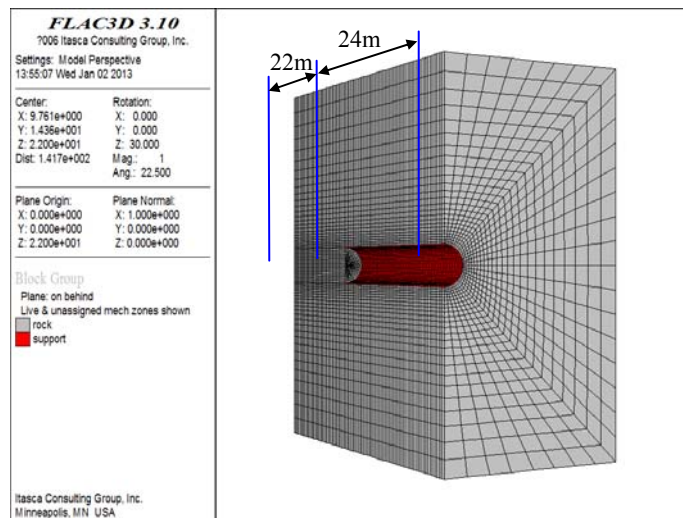 FLAC3D 3.10
?006 Itasca Consulting Group, Inc.
Settings: Model Perspective
13:55:07 Wed Jan 02 2013
Center: Rotation:
X: 9.761e+000 X: 0.000
Y: 1.436e+001 Y: 0.000
Z: 2.200e+001 Z: 30.000
Dist: 1.417e+002 Mag.: 1
Ang.: 22.500
Plane Origin: Plane Normal:
X: 0.000e+000 X: 1.000e+000
Y: 0.000e+000 Y: 0.000e+000
Z: 2.200e+001 Z: 0.000e+000
Block Group
Plane: on behind
Live & unassigned mech zones shown
rock
support
Itasca Consulting Group, Inc.
Minneapolis, MN USA
22m
24m